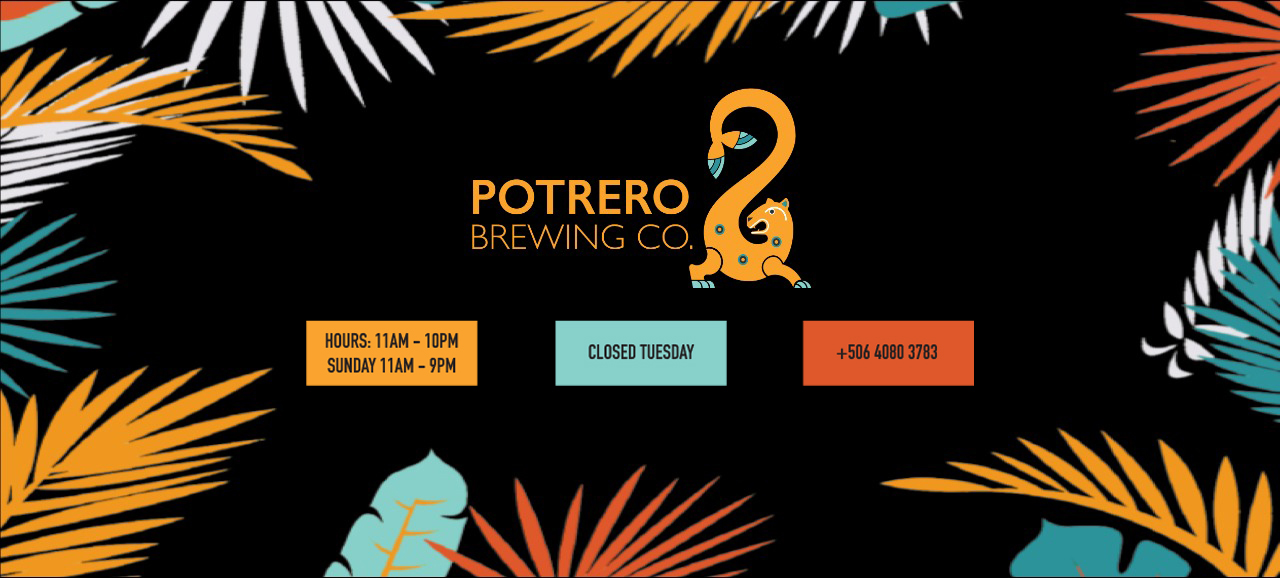 POTRERO
BREWING CO.
HOURS: 11AM - 10PM
SUNDAY 11AM - 9PM
CLOSED TUESDAY
+506 4080 3783